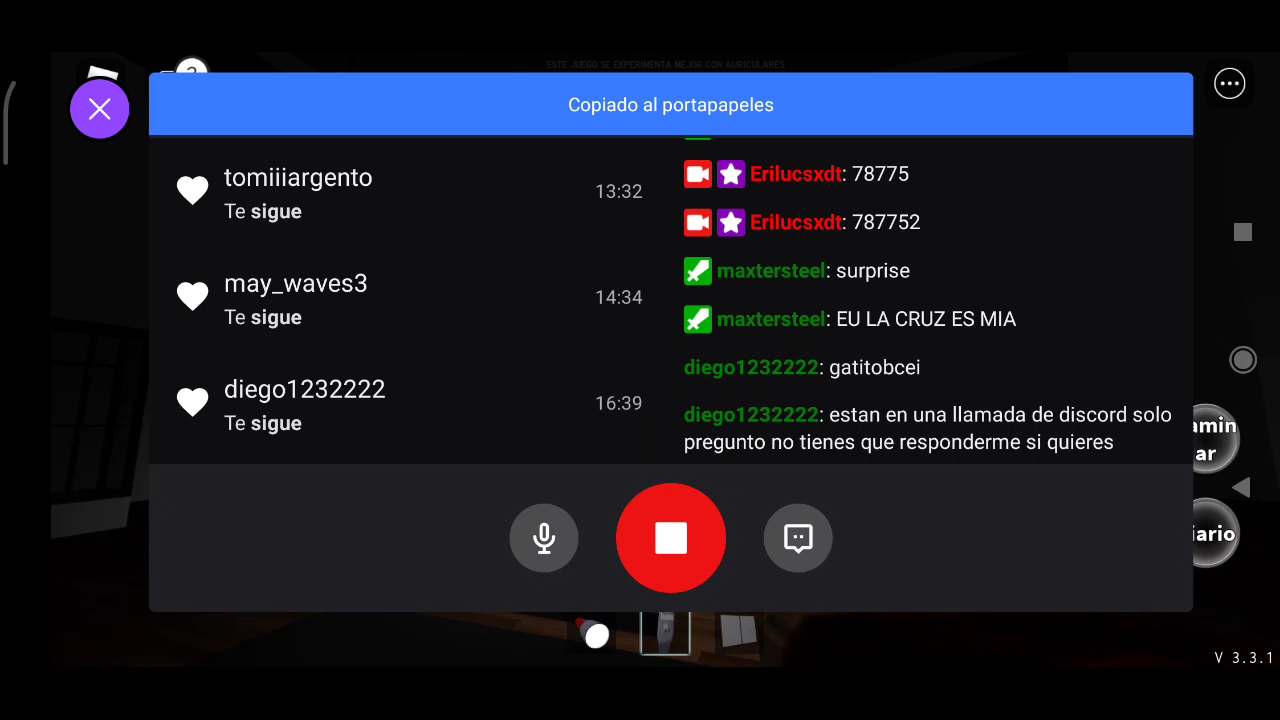 ESTE JUEGO SE EXPERIMENTA MEJOR CON AURICULARES
Copiado al portapapeles
tomiiiargento
Te sigue
13:32
may_waves3
Te sigue
14:34
diego1232222
Te sigue
16:39
Erilucsxdt: 78775
Erilucsxdt: 787752
maxtersteel: surprise
maxtersteel: EU LA CRUZ ES MIA
diego1232222: gatitobcei
diego1232222: estan en una llamada de discord solo
pregunto no tienes que responderme si quieres
amin
ar
iario
V 3.3.1